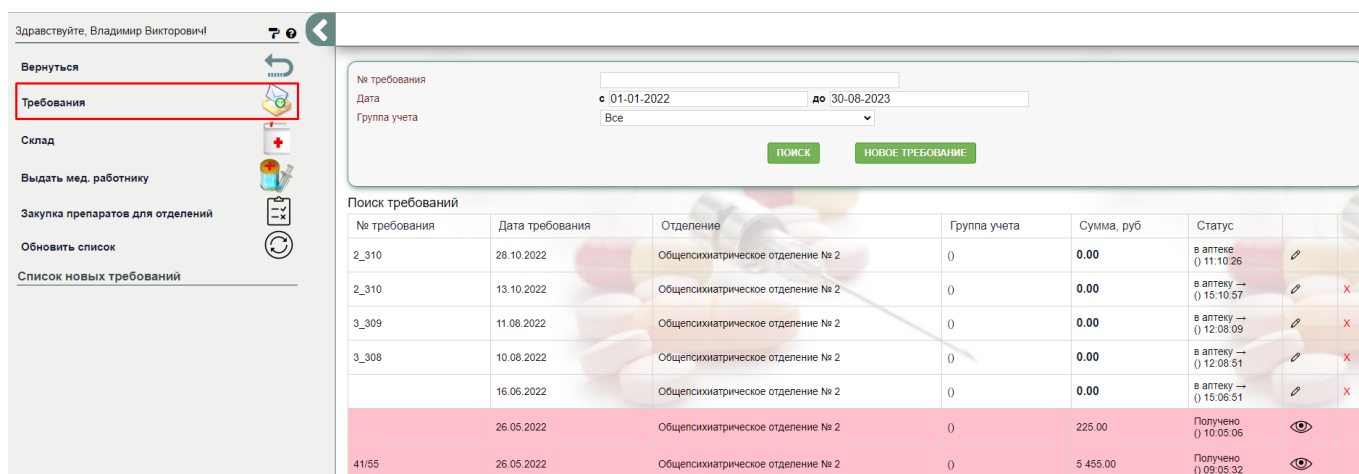 Здравствуйте, Владимир Викторович!
Вернуться
Требования
Склад
Выдать мед. работнику
Закупка препаратов для отделений
Обновить список
Список новых требований
№ требования
Дата с 01-01-2022 до 30-08-2023
Группа учета Все
ПОИСК НОВОЕ ТРЕБОВАНИЕ
Поиск требований
№ требования Дата требования Отделение Группа учета Сумма, руб Статус
2_310 28.10.2022 Общепсихиатрическое отделение № 2 () 0.00 в аптеке
() 11:10:26
2_310 13.10.2022 Общепсихиатрическое отделение № 2 () 0.00 в аптеку →
() 15:10:57 X
3_309 11.08.2022 Общепсихиатрическое отделение № 2 () 0.00 в аптеку →
() 12:08:09 X
3_308 10.08.2022 Общепсихиатрическое отделение № 2 () 0.00 в аптеку →
() 12:08:51 X
16.06.2022 Общепсихиатрическое отделение № 2 () 0.00 в аптеку →
() 15:06:51 X
26.05.2022 Общепсихиатрическое отделение № 2 () 225.00 Получено
() 10:05:06
41/55 26.05.2022 Общепсихиатрическое отделение № 2 () 5 455.00 Получено
() 09:05:32